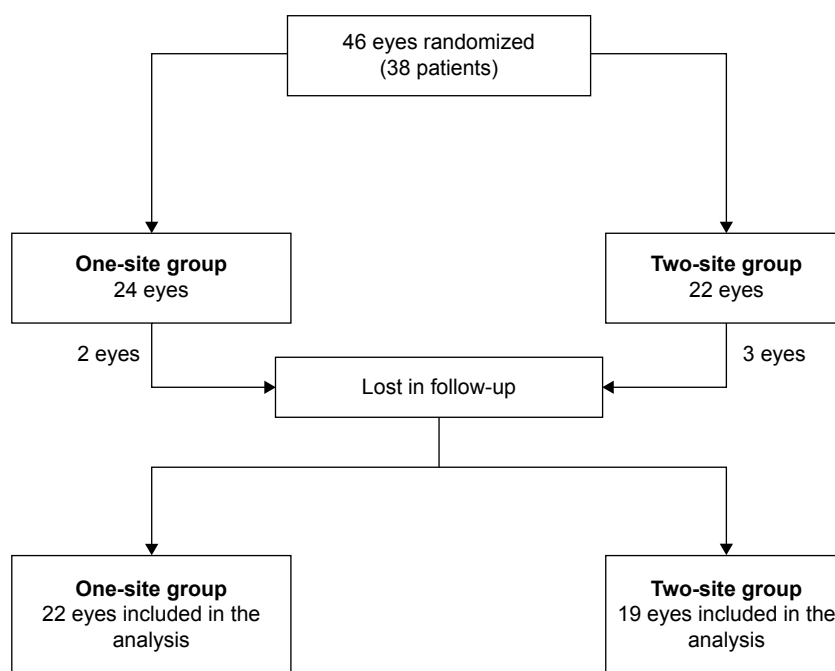 46 eyes randomized
(38 patients)
One-site group
24 eyes
Two-site group
22 eyes
2 eyes
3 eyes
Lost in follow-up
One-site group
22 eyes included in the
analysis
Two-site group
19 eyes included in the
analysis